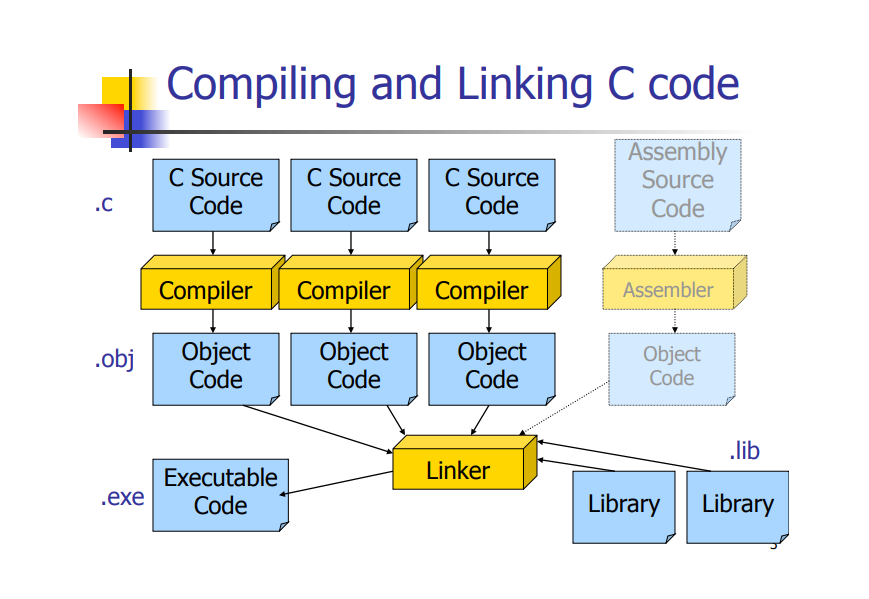 Compiling and Linking C code
.c
C Source
Code
C Source
Code
C Source
Code
Assembly
Source
Code
Compiler
Compiler
Compiler
Assembler
.obj
Object
Code
Object
Code
Object
Code
Object
Code
.lib
Linker
.exe
Executable
Code
Library
Library